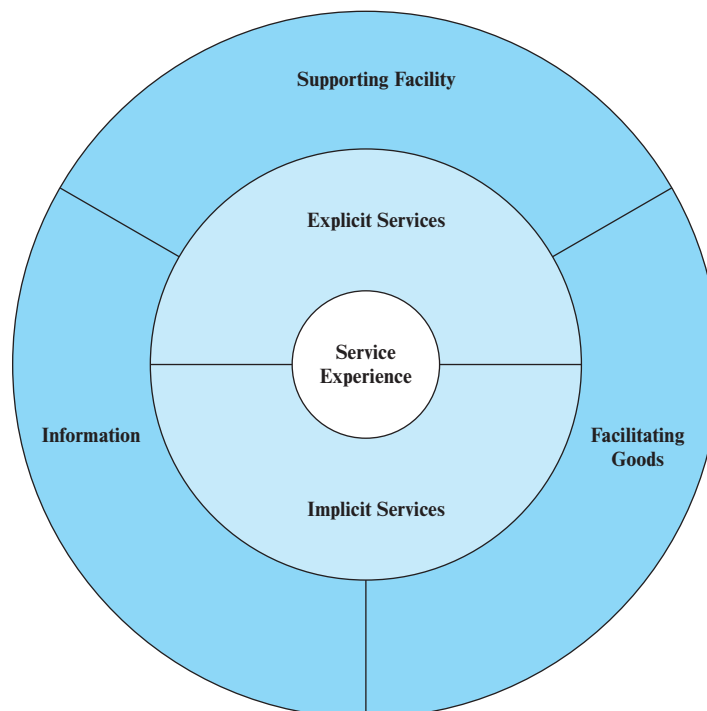 Supporting Facility
Explicit Services
Service
Experience
Information
Facilitating
Goods
Implicit Services